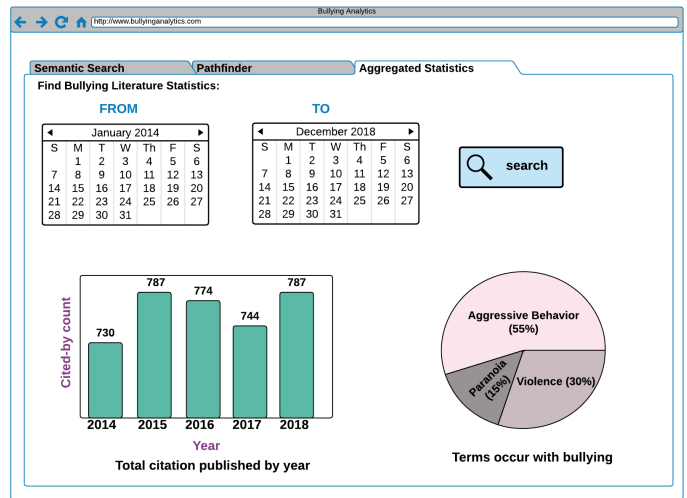 Bullying Analytics
http://www.bullyinganalytics.com
Semantic Search
Pathfinder
Aggregated Statistics
Find Bullying Literature Statistics:
FROM
January 2014
S M T W Th F S
1 2 3 4 5 6
7 8 9 10 11 12 13
14 15 16 17 18 19 20
21 22 23 24 25 26 27
28 29 30 31
TO
December 2018
S M T W Th F S
1 2 3 4 5 6
7 8 9 10 11 12 13
14 15 16 17 18 19 20
21 22 23 24 25 26 27
28 29 30 31
search
Cited-by count
730
787
774
744
787
2014 2015 2016 2017 2018
Year
Total citation published by year
Aggressive Behavior
(55%)
Paranoia
(15%)
Violence (30%)
Terms occur with bullying